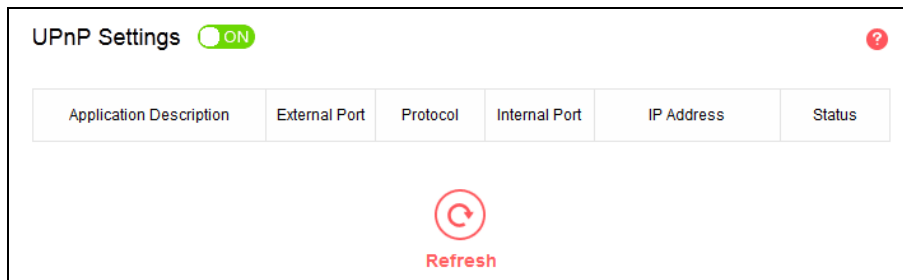 UPnP Settings ON ?
Application Description External Port Protocol Internal Port IP Address Status
Refresh